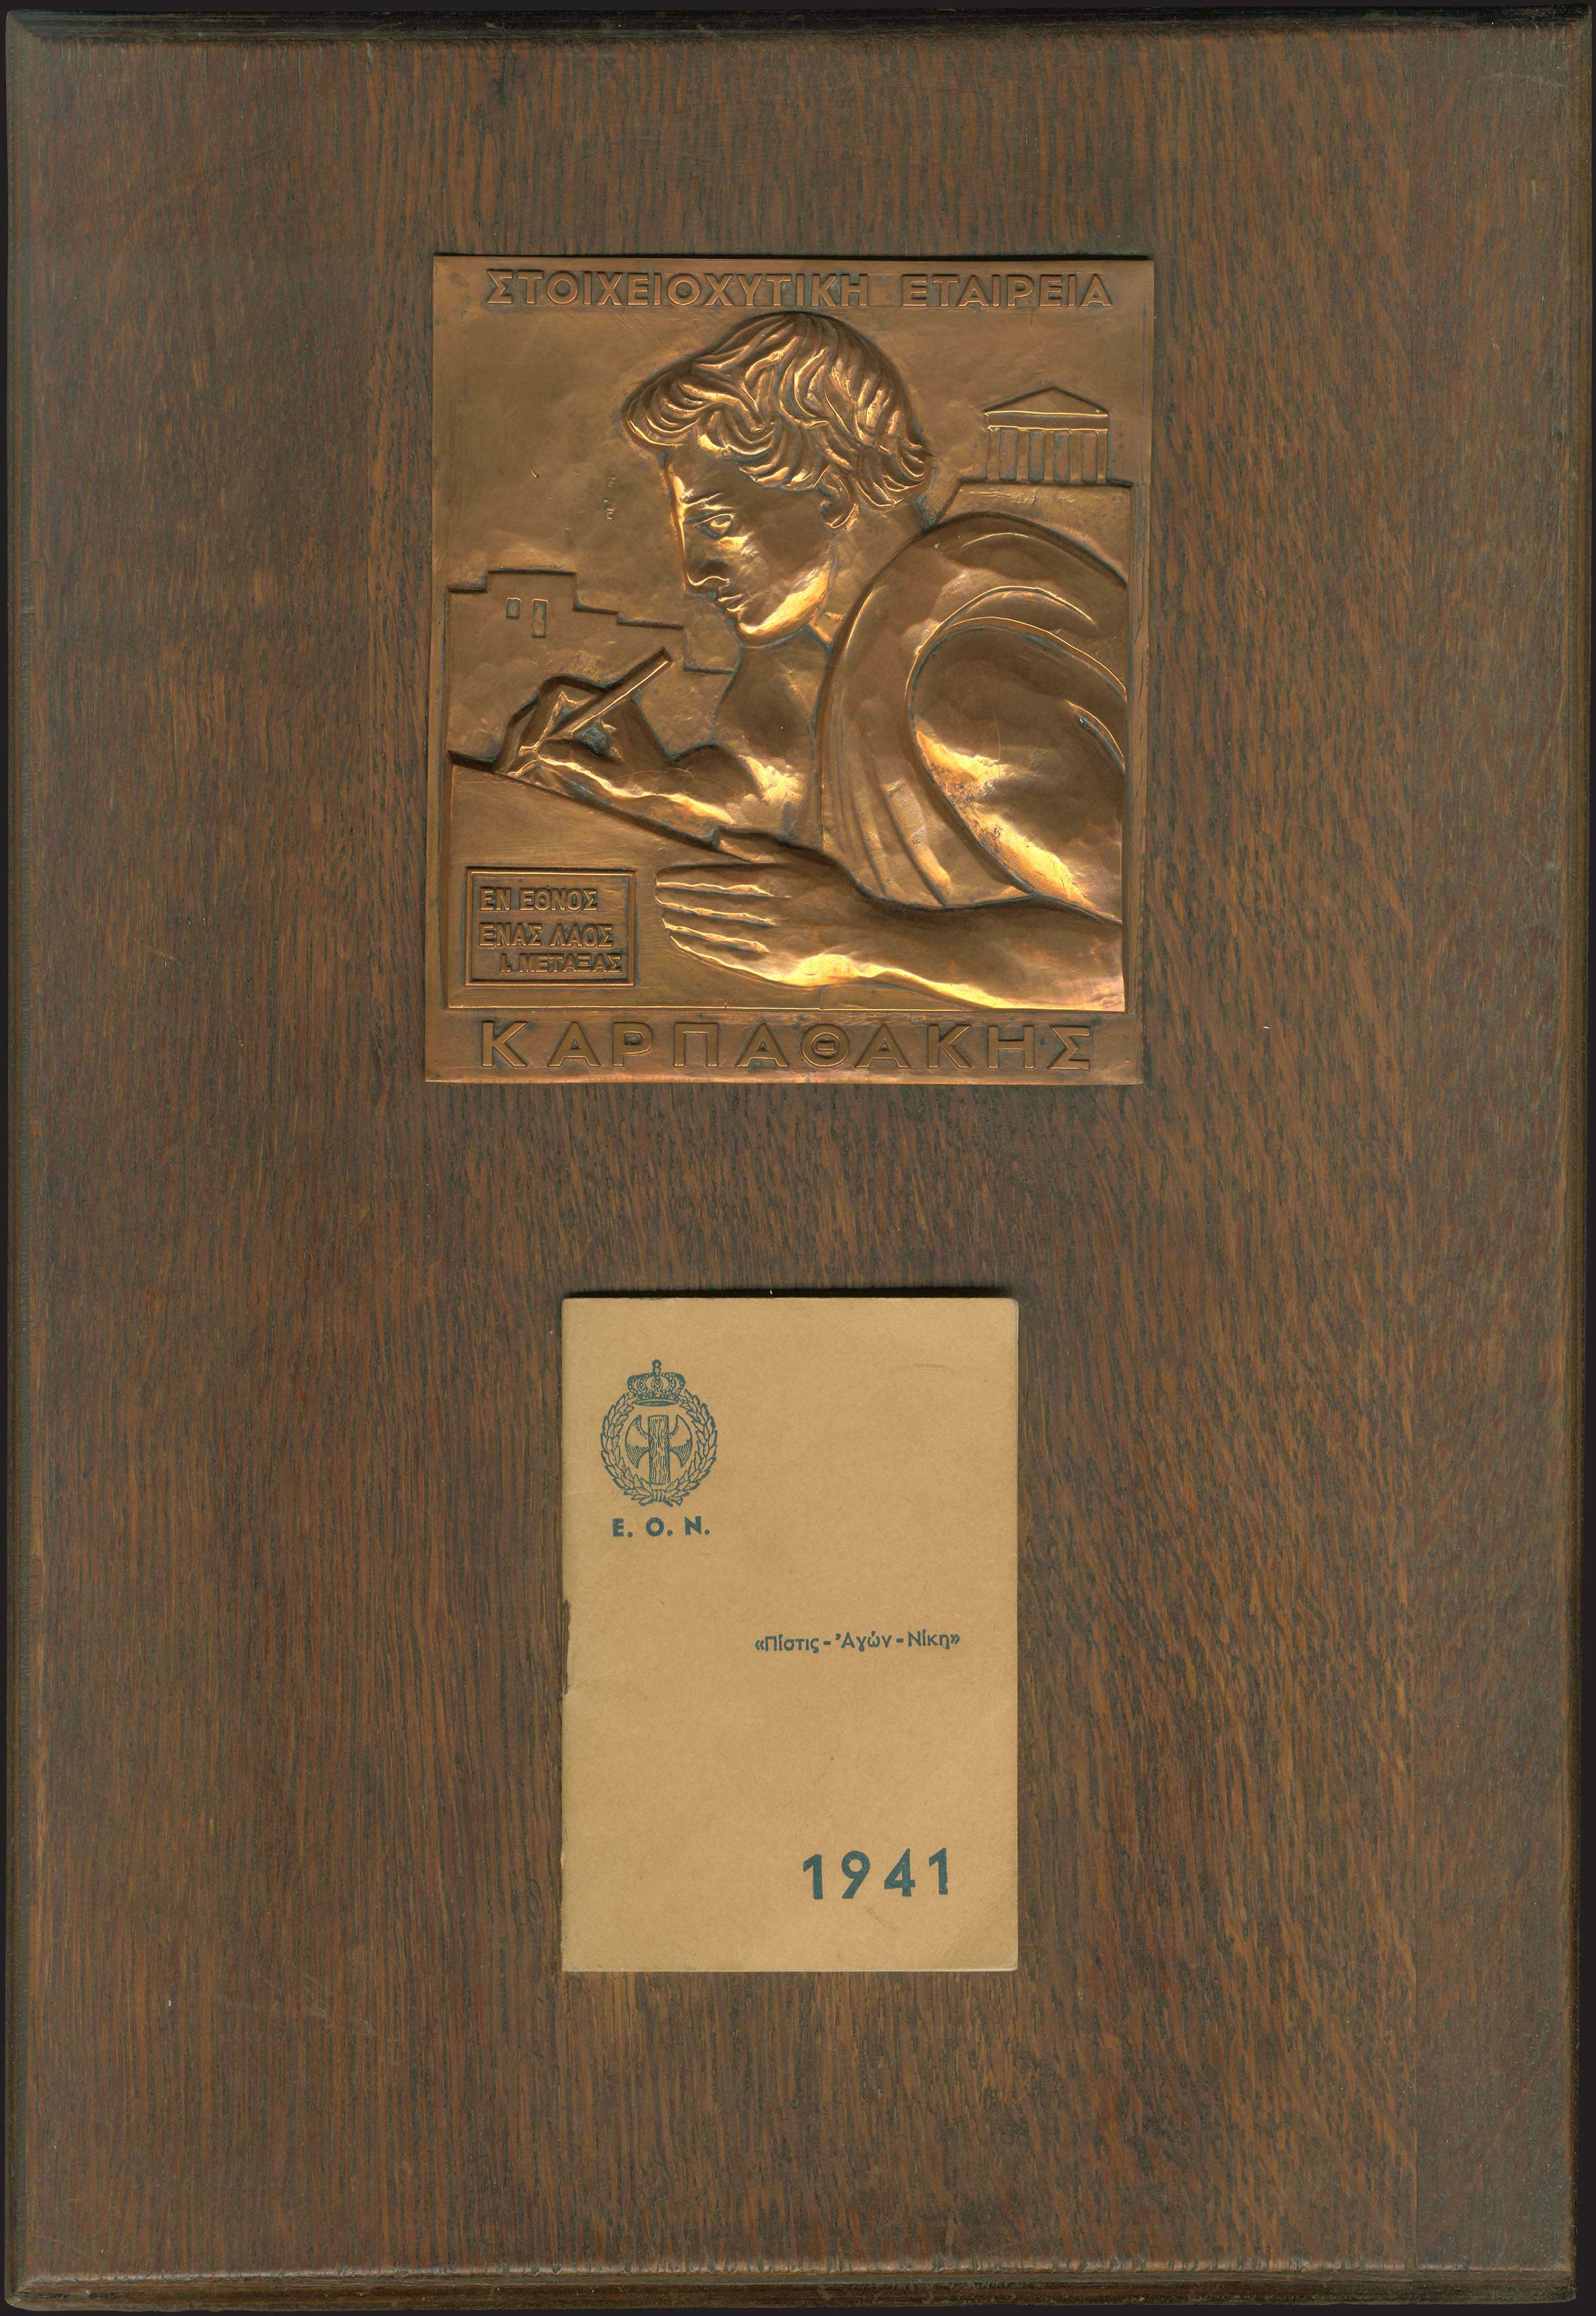 ΣΤΟΙΧΕΙΟΧΥΤΙΚΗ ΕΤΑΙΡΕΙΑ
ΕΝ ΕΘΝΟΣ
ΕΝΑΣ ΛΑΟΣ
Ι. ΜΕΤΑΞΑΣ
ΚΑΡΠΑΘΑΚΗΣ
Ε. Ο. Ν.
«Πίστις - Ἀγών - Νίκη»
1941